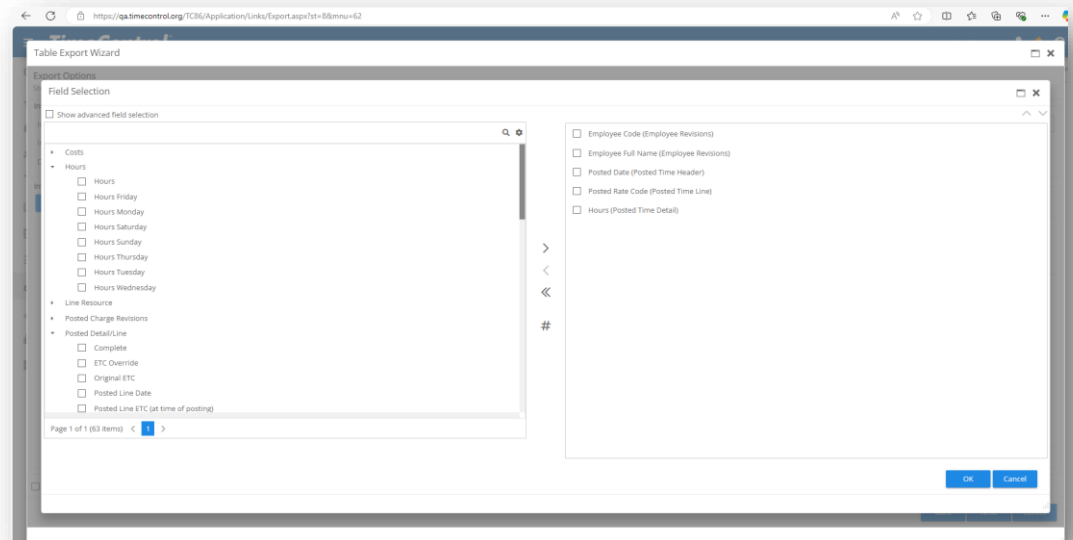 https://qa.timecontrol.org/TC86/Application/Links/Export.aspx?st=8&mnu=62
TimeControl
Table Export Wizard
Export Options
Field Selection
Show advanced field selection
Costs
Hours
Hours
Hours Friday
Hours Monday
Hours Saturday
Hours Sunday
Hours Thursday
Hours Tuesday
Hours Wednesday
Line Resource
Posted Charge Revisions
Posted Detail/Line
Complete
ETC Override
Original ETC
Posted Line Date
Posted Line ETC (at time of posting)
Page 1 of 1 (63 items) < 1 >
>
<
«
#
Employee Code (Employee Revisions)
Employee Full Name (Employee Revisions)
Posted Date (Posted Time Header)
Posted Rate Code (Posted Time Line)
Hours (Posted Time Detail)
OK Cancel